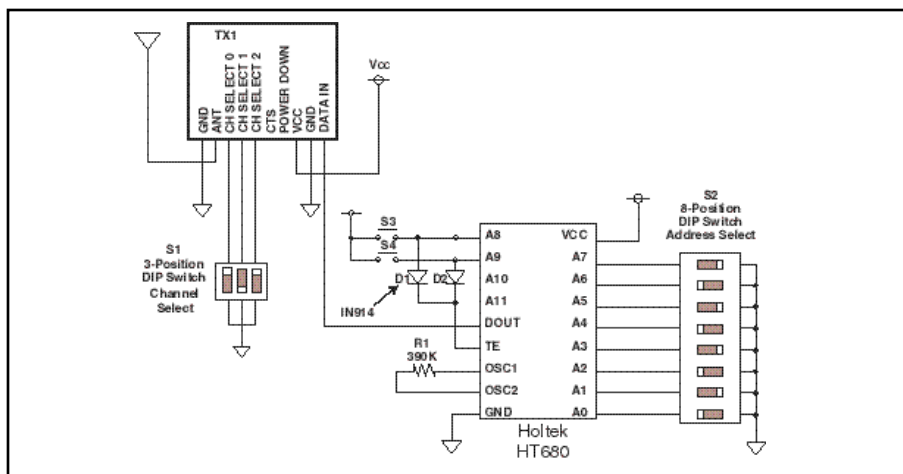 TX1
GND
ANT
CH SELECT 0
CH SELECT 1
CH SELECT 2
CTS
POWER DOWN
VCC
GND
DATA IN
Vcc
S1
3-Position
DIP Switch
Channel
Select
S3
S4
D1
D2
IN914
R1
390K
A8
A9
A10
A11
DOUT
TE
OSC1
OSC2
GND
VCC
A7
A6
A5
A4
A3
A2
A1
A0
Holtek
HT680
S2
8-Position
DIP Switch
Address Select